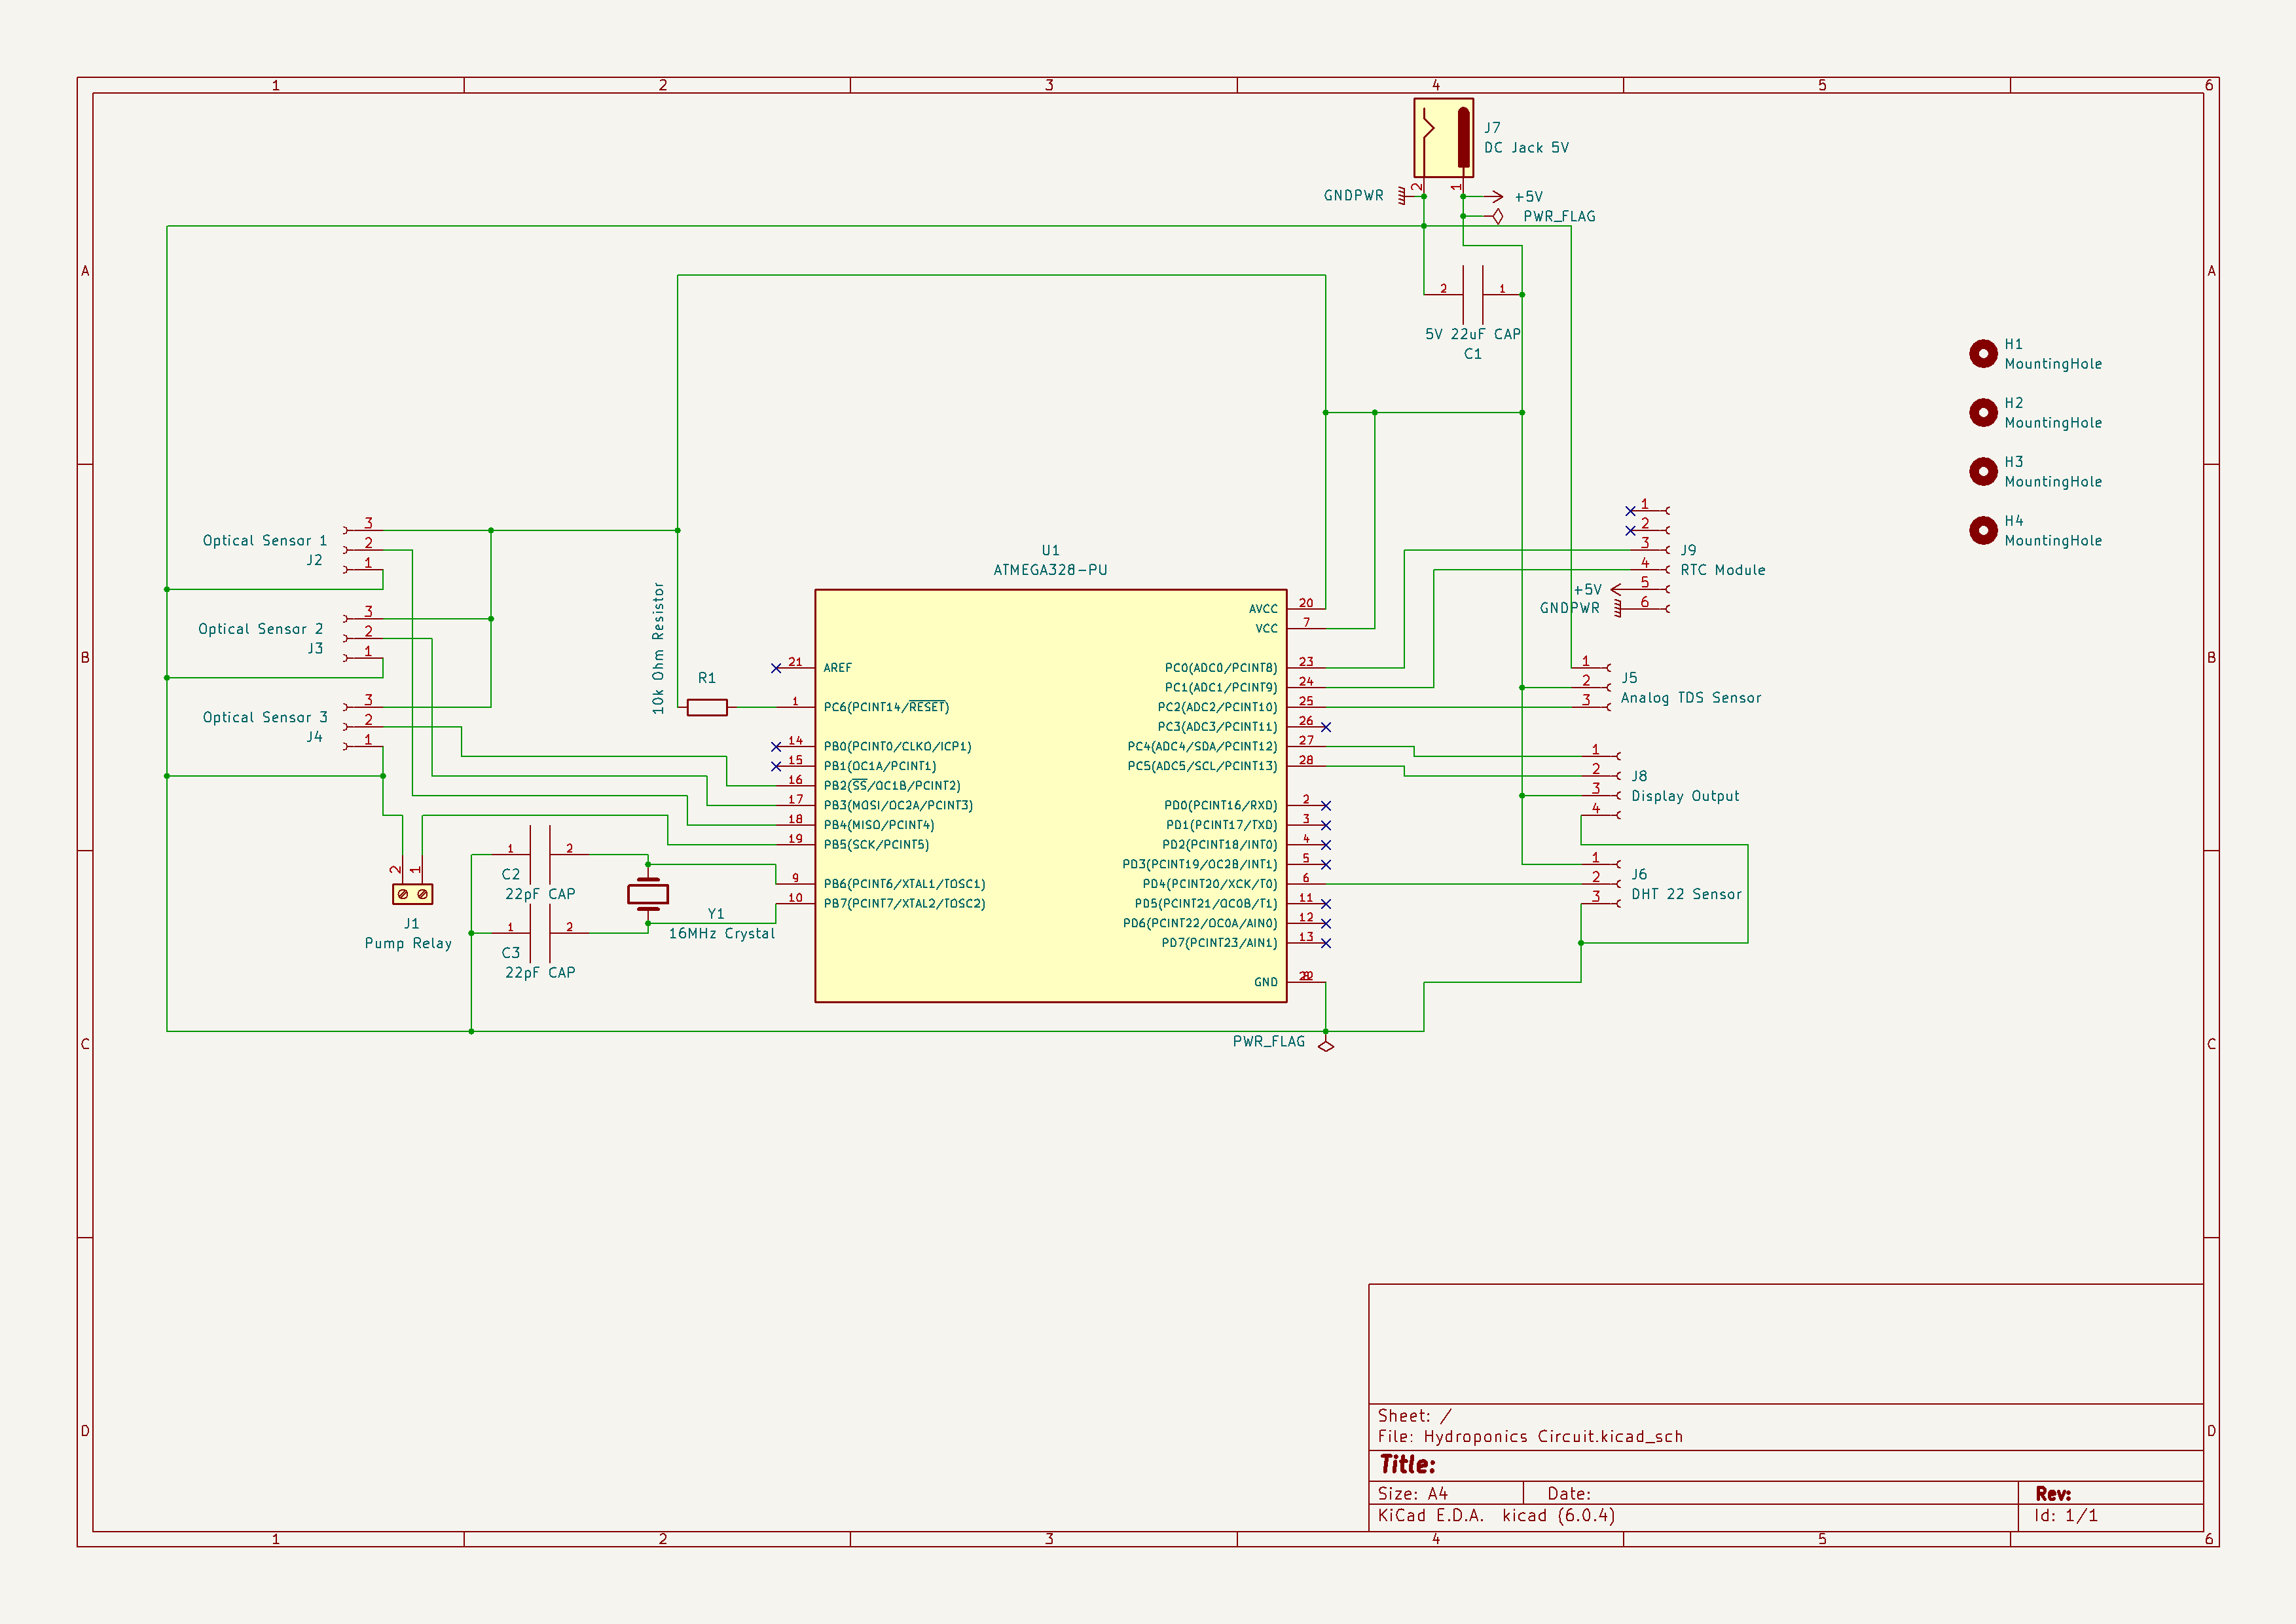 1 2 3 4 5 6
J7
DC Jack 5V
2 1
GNDPWR
+5V
PWR_FLAG
A A
2 1
5V 22uF CAP
C1
H1
MountingHole
H2
MountingHole
H3
MountingHole
H4
MountingHole
3
Optical Sensor 1
2
J2
1
3
Optical Sensor 2
2
J3
1
3
Optical Sensor 3
2
J4
1
B B
10k Ohm Resistor
R1
U1
ATMEGA328-PU
21 AREF
1 PC6(PCINT14/RESET)
14 PB0(PCINT0/CLKO/ICP1)
15 PB1(OC1A/PCINT1)
16 PB2(SS/OC1B/PCINT2)
17 PB3(MOSI/OC2A/PCINT3)
18 PB4(MISO/PCINT4)
19 PB5(SCK/PCINT5)
9 PB6(PCINT6/XTAL1/TOSC1)
10 PB7(PCINT7/XTAL2/TOSC2)
AVCC 20
VCC 7
PC0(ADC0/PCINT8) 23
PC1(ADC1/PCINT9) 24
PC2(ADC2/PCINT10) 25
PC3(ADC3/PCINT11) 26
PC4(ADC4/SDA/PCINT12) 27
PC5(ADC5/SCL/PCINT13) 28
PD0(PCINT16/RXD) 2
PD1(PCINT17/TXD) 3
PD2(PCINT18/INT0) 4
PD3(PCINT19/OC2B/INT1) 5
PD4(PCINT20/XCK/T0) 6
PD5(PCINT21/OC0B/T1) 11
PD6(PCINT22/OC0A/AIN0) 12
PD7(PCINT23/AIN1) 13
GND
1
2
3
J9
4
RTC Module
+5V 5
GNDPWR 6
1
2
J5
3
Analog TDS Sensor
1
2
J8
3
Display Output
4
1
J6
2
DHT 22 Sensor
3
2 1
J1
Pump Relay
1 2
C2
22pF CAP
1 2
C3
22pF CAP
Y1
16MHz Crystal
PWR_FLAG
C C
D D
Sheet: /
File: Hydroponics Circuit.kicad_sch
Title:
Size: A4 Date: Rev:
KiCad E.D.A. kicad (6.0.4) Id: 1/1
1 2 3 4 5 6